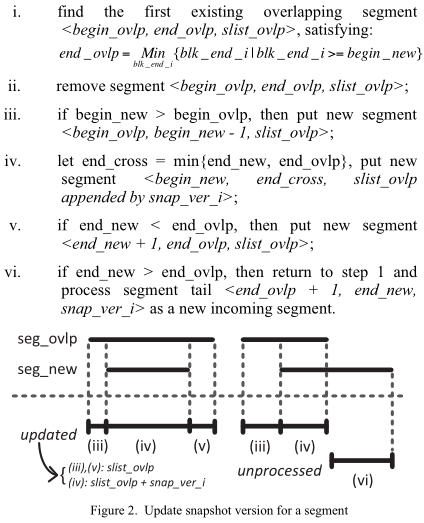 i. find the first existing overlapping segment
<begin_ovlp, end_ovlp, slist_ovlp>, satisfying:
end_ovlp = Min {blk_end_i | blk_end_i >= begin_new}
blk_end_i
ii. remove segment <begin_ovlp, end_ovlp, slist_ovlp>;
iii. if begin_new > begin_ovlp, then put new segment
<begin_ovlp, begin_new - 1, slist_ovlp>;
iv. let end_cross = min{end_new, end_ovlp}, put new
segment <begin_new, end_cross, slist_ovlp
appended by snap_ver_i>;
v. if end_new < end_ovlp, then put new segment
<end_new + 1, end_ovlp, slist_ovlp>;
vi. if end_new > end_ovlp, then return to step 1 and
process segment tail <end_ovlp + 1, end_new,
snap_ver_i> as a new incoming segment.
seg_ovlp
seg_new
updated
(iii) (iv) (v) (iii) (iv)
{ (iii),(v): slist_ovlp
(iv): slist_ovlp + snap_ver_i
unprocessed
(vi)
Figure 2. Update snapshot version for a segment